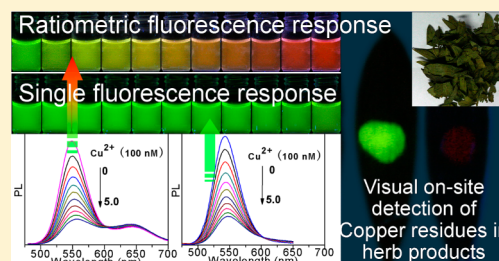 Ratiometric fluorescence response
Single fluorescence response
PL
Cu²⁺ (100 nM)
0
5.0
500 550 600 650 700
PL
Cu²⁺ (100 nM)
0
5.0
500 550 600 650 700
Visual on-site
detection of
Copper residues in
herb products